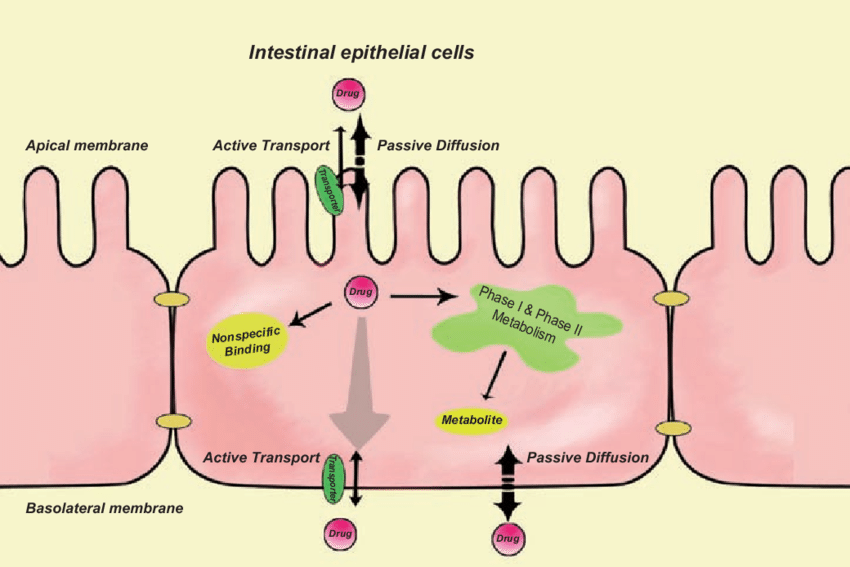 Intestinal epithelial cells
Drug
Apical membrane
Active Transport
Passive Diffusion
Transporter
Drug
Phase I & Phase II
Metabolism
Nonspecific
Binding
Metabolite
Active Transport
Passive Diffusion
Transporter
Basolateral membrane
Drug
Drug